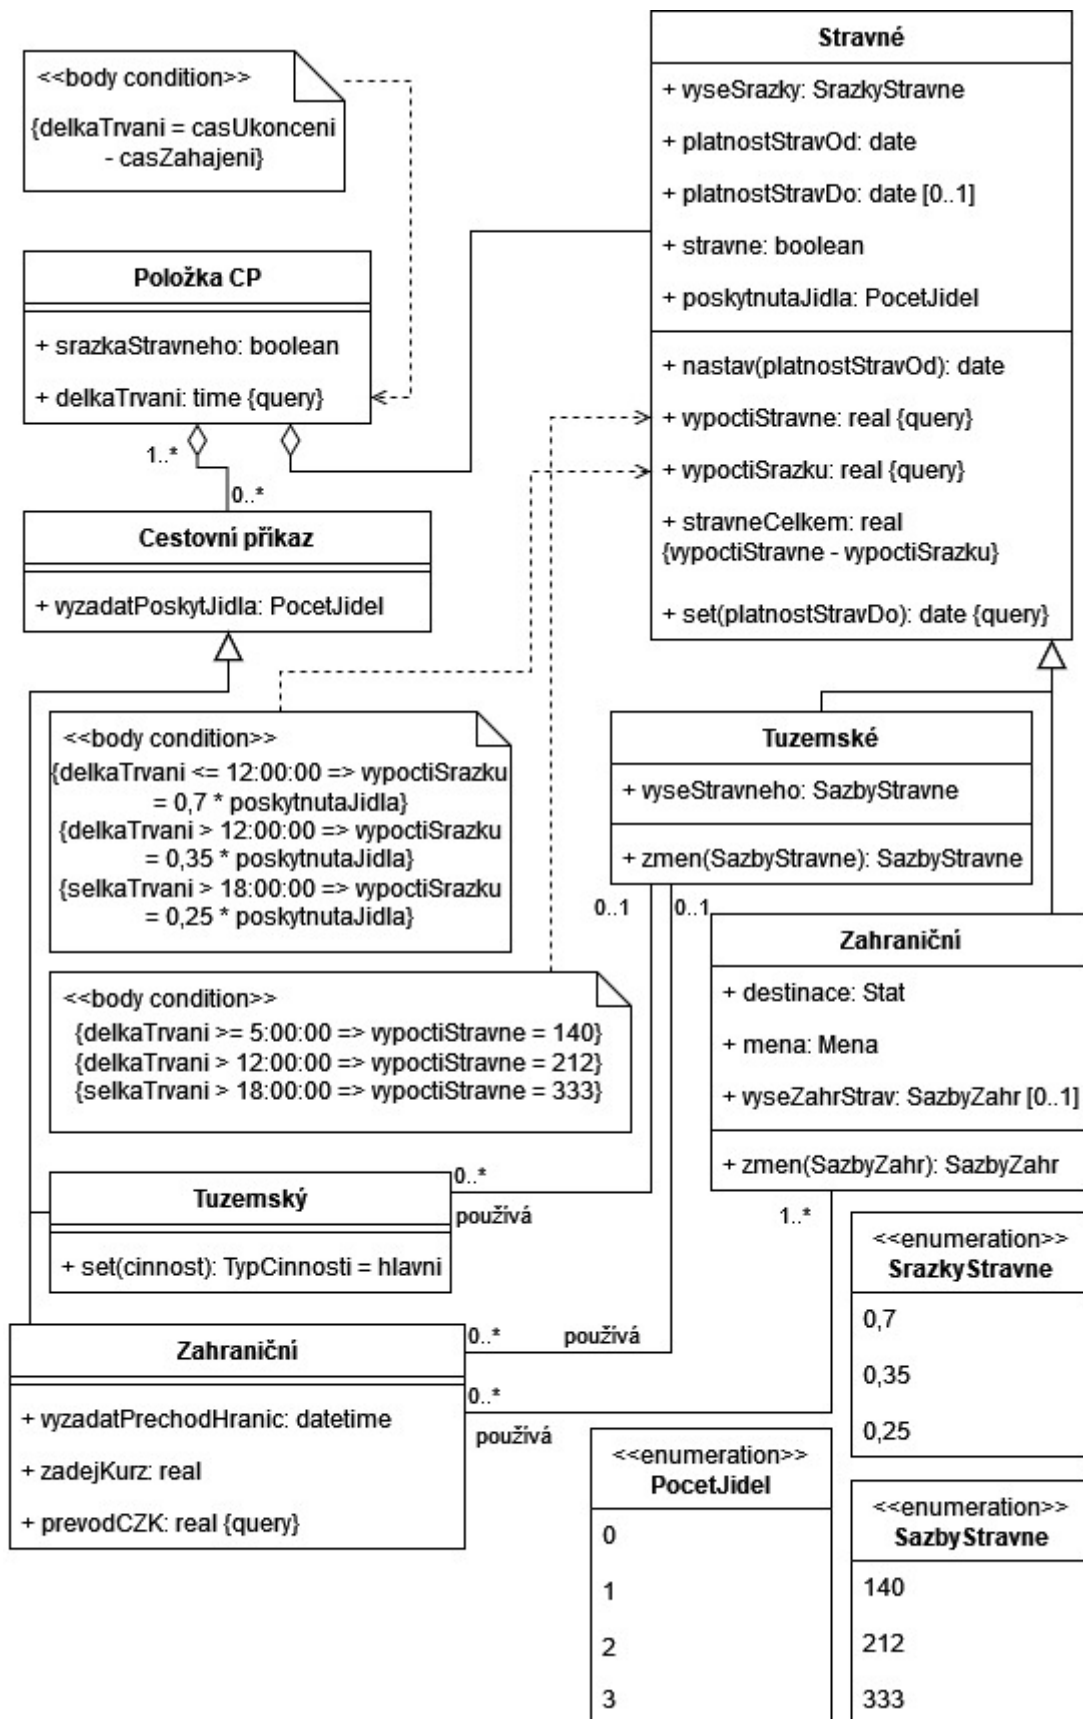 <<body condition>>
{delkaTrvani = casUkonceni
- casZahajeni}
Stravné
+ vyseSrazky: SrazkyStravne
+ platnostStravOd: date
+ platnostStravDo: date [0..1]
+ stravne: boolean
+ poskytnutaJidla: PocetJidel
+ nastav(platnostStravOd): date
+ vypoctiStravne: real {query}
+ vypoctiSrazku: real {query}
+ stravneCelkem: real
{vypoctiStravne - vypoctiSrazku}
+ set(platnostStravDo): date {query}
Položka CP
+ srazkaStravneho: boolean
+ delkaTrvani: time {query}
1..*
0..*
Cestovní příkaz
+ vyzadatPoskytJidla: PocetJidel
<<body condition>>
{delkaTrvani <= 12:00:00 => vypoctiSrazku
= 0,7 * poskytnutaJidla}
{delkaTrvani > 12:00:00 => vypoctiSrazku
= 0,35 * poskytnutaJidla}
{selkaTrvani > 18:00:00 => vypoctiSrazku
= 0,25 * poskytnutaJidla}
Tuzemské
+ vyseStravneho: SazbyStravne
+ zmen(SazbyStravne): SazbyStravne
0..1
0..1
Zahraniční
+ destinace: Stat
+ mena: Mena
+ vyseZahrStrav: SazbyZahr [0..1]
+ zmen(SazbyZahr): SazbyZahr
1..*
<<body condition>>
{delkaTrvani >= 5:00:00 => vypoctiStravne = 140}
{delkaTrvani > 12:00:00 => vypoctiStravne = 212}
{selkaTrvani > 18:00:00 => vypoctiStravne = 333}
Tuzemský
+ set(cinnost): TypCinnosti = hlavni
0..*
používá
Zahraniční
+ vyzadatPrechodHranic: datetime
+ zadejKurz: real
+ prevodCZK: real {query}
0..*
používá
0..*
používá
<<enumeration>>
SrazkyStravne
0,7
0,35
0,25
<<enumeration>>
PocetJidel
0
1
2
3
<<enumeration>>
SazbyStravne
140
212
333